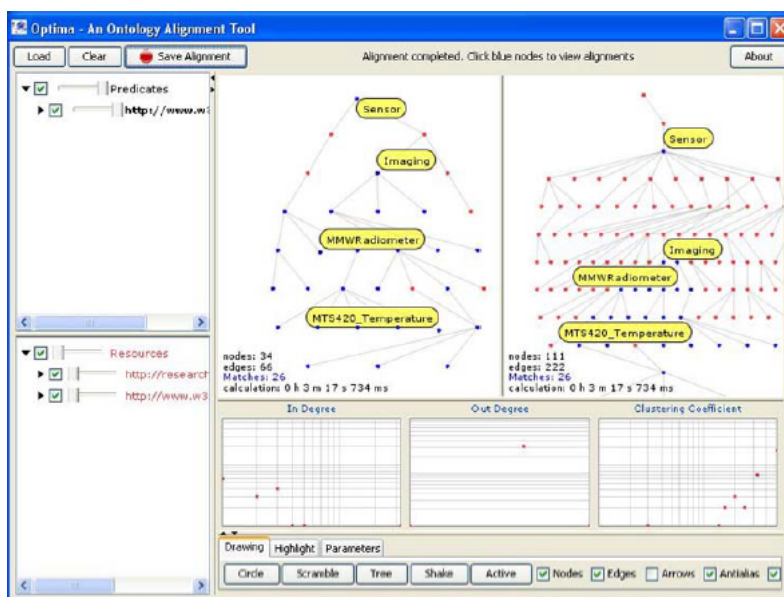 Optima - An Ontology Alignment Tool
Load Clear Save Alignment Alignment completed. Click blue nodes to view alignments About
Predicates
http://www.w3
Sensor
Imaging
MMWRadiometer
MTS420_Temperature
nodes: 34
edges: 66
Matches: 26
calculation: 0 h 3 m 17 s 734 ms
Sensor
Imaging
MMWRadiometer
MTS420_Temperature
nodes: 111
edges: 222
Matches: 26
calculation: 0 h 3 m 17 s 734 ms
Resources
http://research
http://www.w3
In Degree Out Degree Clustering Coefficient
Drawing Highlight Parameters
Circle Scramble Tree Shake Active Nodes Edges Arrows Antialias